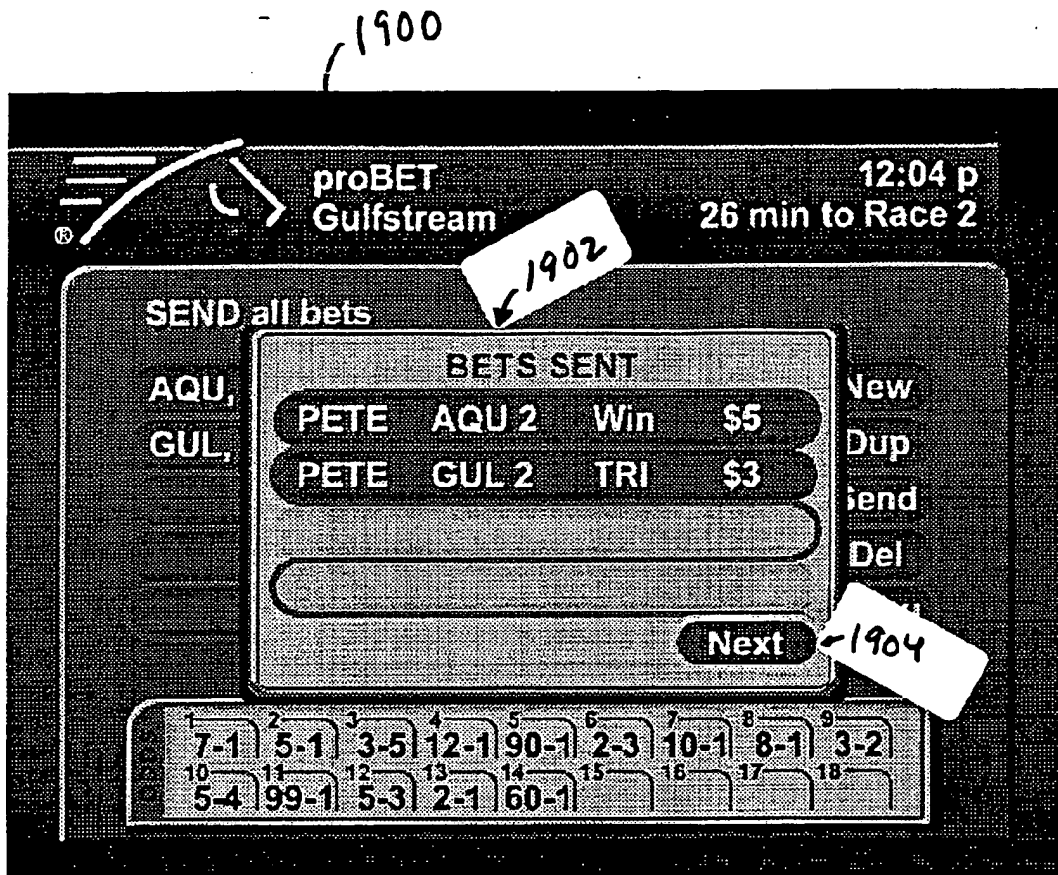 1900
proBET
Gulfstream
12:04 p
26 min to Race 2
®
1902
SEND all bets
BETS SENT
AQU,
New
PETE AQU 2 Win $5
GUL,
Dup
PETE GUL 2 TRI $3
Send
Del
Next
1904
ODDS
1 2 3 4 5 6 7 8 9
7-1 5-1 3-5 12-1 90-1 2-3 10-1 8-1 3-2
10 11 12 13 14 15 16 17 18
5-4 99-1 5-3 2-1 60-1